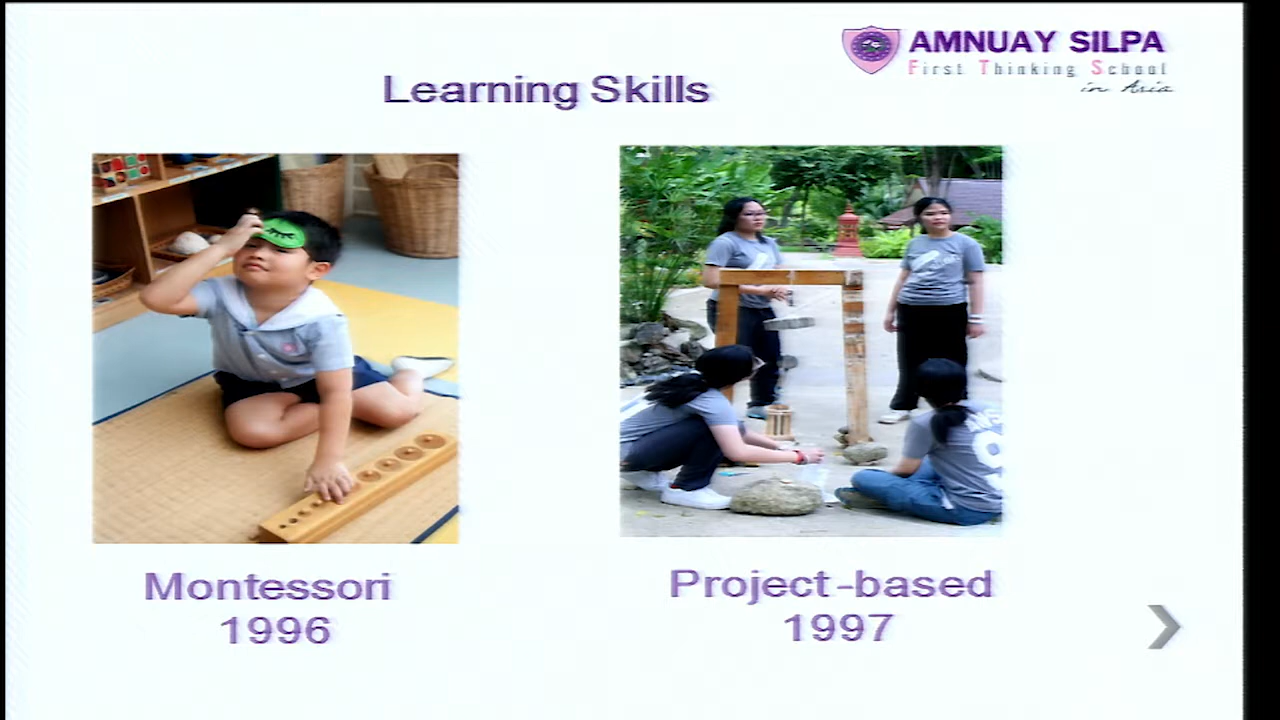 AMNUAY SILPA
First Thinking School
in Asia
Learning Skills
Montessori
1996
Project-based
1997